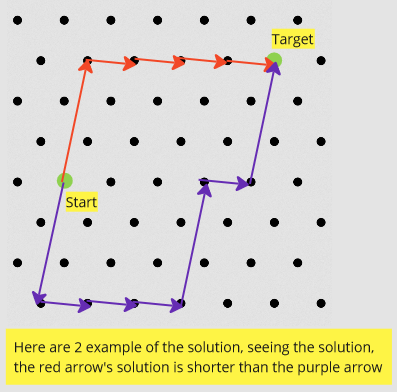 Target
Start
Here are 2 example of the solution, seeing the solution,
the red arrow's solution is shorter than the purple arrow